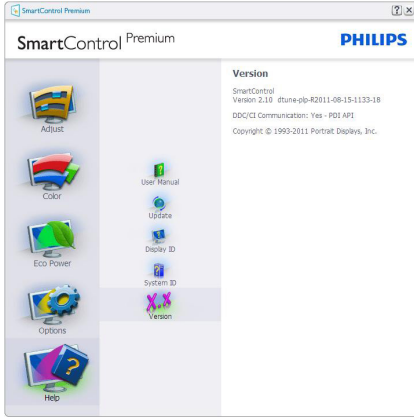 SmartControl Premium
SmartControl Premium
PHILIPS
Adjust
Color
Eco Power
Options
Help
User Manual
Update
Display ID
System ID
X.X
Version
Version
SmartControl
Version 2.10 dtune-plp-R2011-08-15-1133-18
DDC/CI Communication: Yes - PDI API
Copyright © 1993-2011 Portrait Displays, Inc.